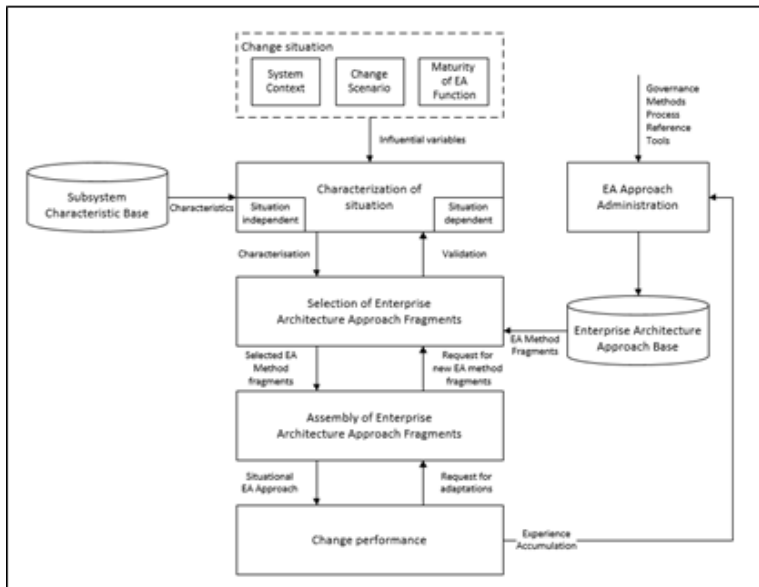 Change situation
System
Context
Change
Scenario
Maturity
of EA
Function
Governance
Methods
Process
Reference
Tools
Influential variables
Subsystem
Characteristic Base
Characteristics
Characterization of
situation
Situation
independent
Situation
dependent
EA Approach
Administration
Characterisation
Validation
Selection of Enterprise
Architecture Approach Fragments
EA Method
Fragments
Enterprise Architecture
Approach Base
Selected EA
Method
fragments
Request for
new EA method
fragments
Assembly of Enterprise
Architecture Approach Fragments
Situational
EA Approach
Request for
adaptations
Change performance
Experience
Accumulation